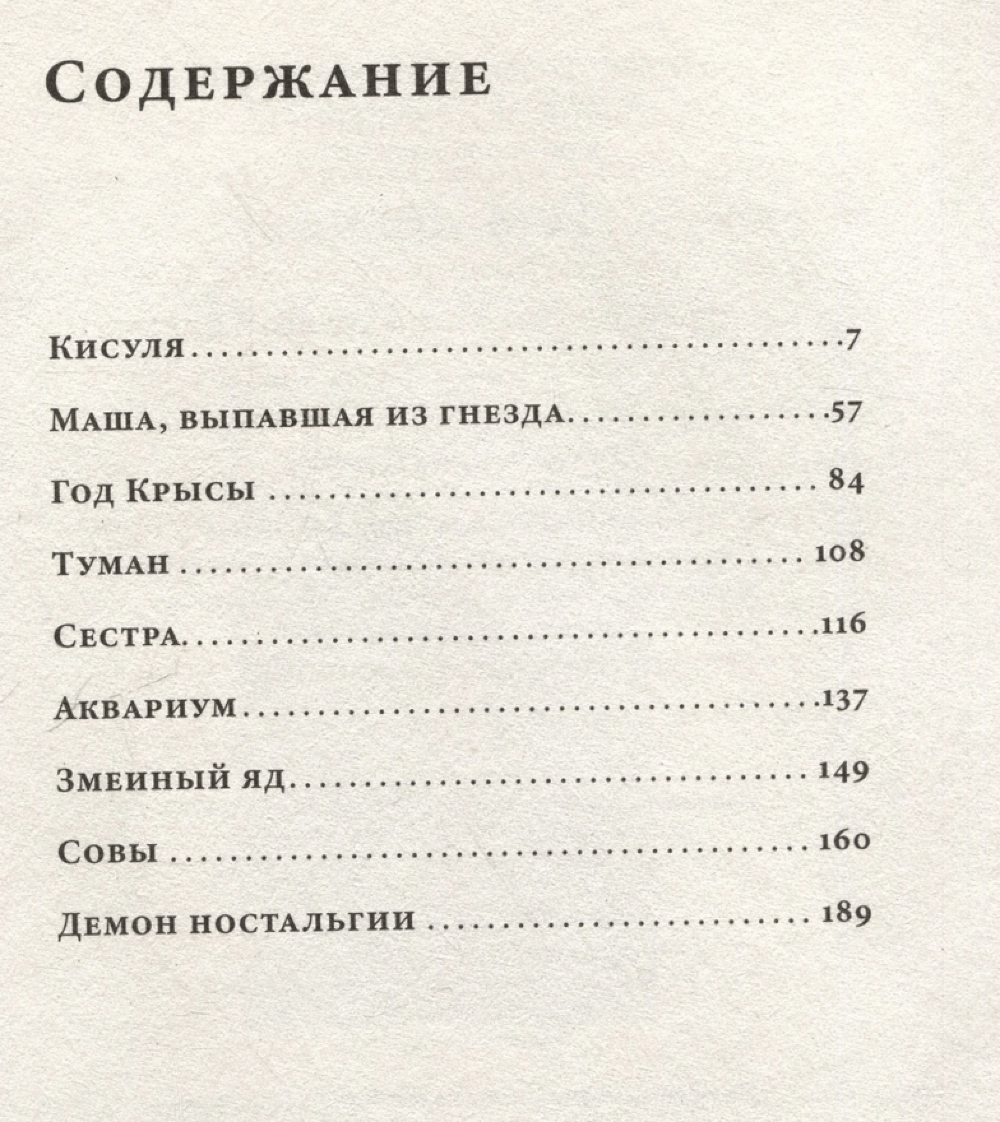 Содержание
Кисуля. . . . . . . . . . . . . . . . . . . . . . . . . . . . . . . . . . . . . . . . . . . .7
Маша, выпавшая из гнезда. . . . . . . . . . . . . . . . . .57
Год Крысы . . . . . . . . . . . . . . . . . . . . . . . . . . . . . . . . . . . . . 84
Туман . . . . . . . . . . . . . . . . . . . . . . . . . . . . . . . . . . . . . . . . . . 108
Сестра. . . . . . . . . . . . . . . . . . . . . . . . . . . . . . . . . . . . . . . . . . .116
Аквариум. . . . . . . . . . . . . . . . . . . . . . . . . . . . . . . . . . . . . . .137
Змеиный яд. . . . . . . . . . . . . . . . . . . . . . . . . . . . . . . . . . . 149
Совы . . . . . . . . . . . . . . . . . . . . . . . . . . . . . . . . . . . . . . . . . . . 160
Демон ностальгии . . . . . . . . . . . . . . . . . . . . . . . . . . 189